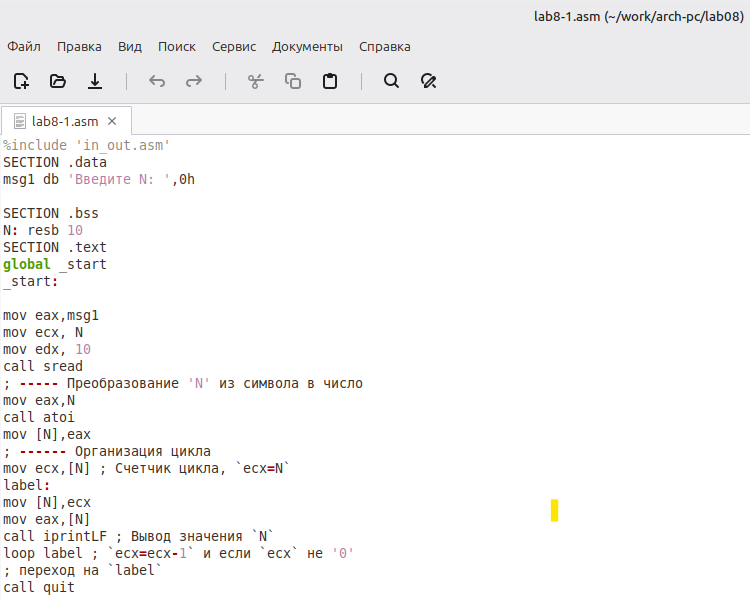 lab8-1.asm (~/work/arch-pc/lab08)
Файл Правка Вид Поиск Сервис Документы Справка
lab8-1.asm
%include 'in_out.asm'
SECTION .data
msg1 db 'Введите N: ',0h
SECTION .bss
N: resb 10
SECTION .text
global _start
_start:
mov eax,msg1
mov ecx, N
mov edx, 10
call sread
; ----- Преобразование 'N' из символа в число
mov eax,N
call atoi
mov [N],eax
; ------ Организация цикла
mov ecx,[N] ; Счетчик цикла, `ecx=N`
label:
mov [N],ecx
mov eax,[N]
call iprintLF ; Вывод значения `N`
loop label ; `ecx=ecx-1` и если `ecx` не '0'
; переход на `label`
call quit